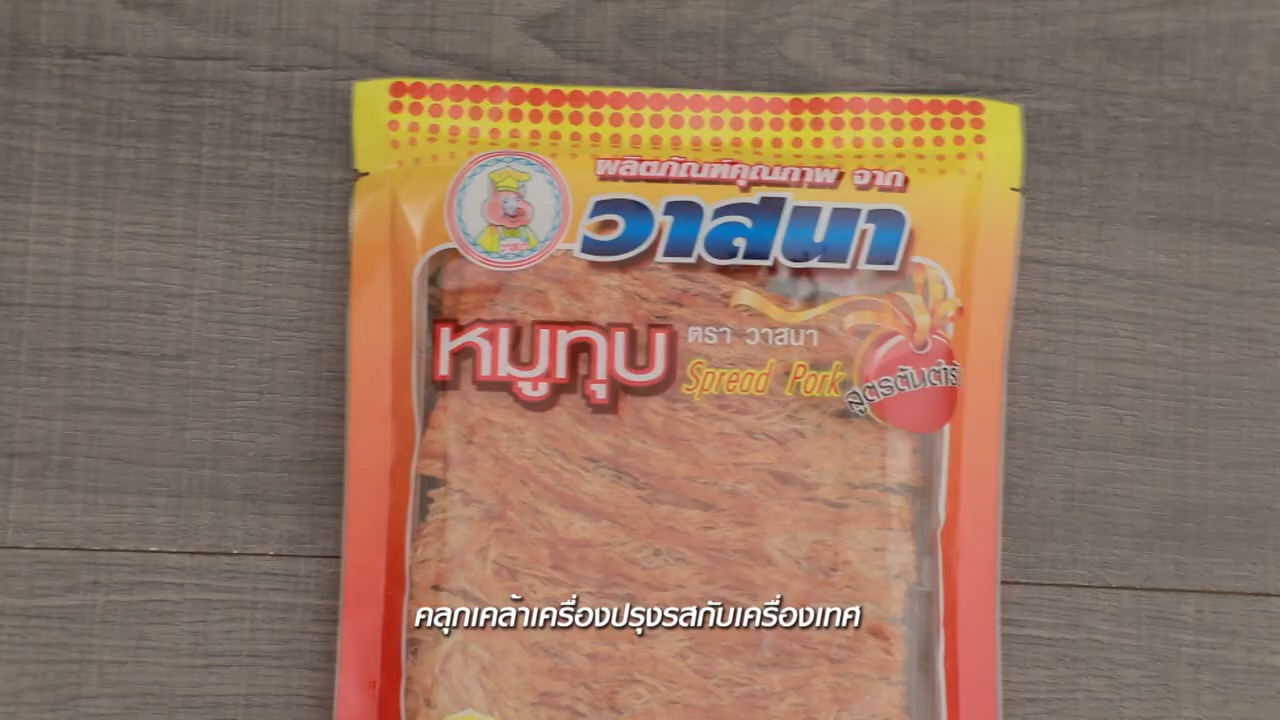 ผลิตภัณฑ์คุณภาพ จาก
วาสนา
หมูทุบ
ตรา วาสนา
Spread Pork
สูตรต้นตำรับ
คลุกเคล้าเครื่องปรุงรสกับเครื่องเทศ